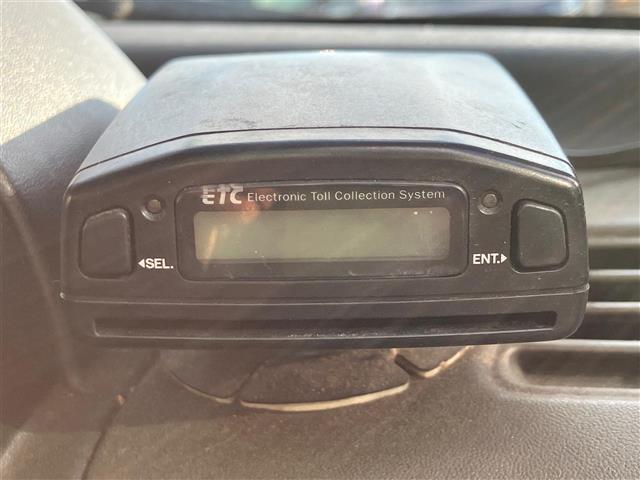 ETC Electronic Toll Collection System
◀SEL.
ENT.▶